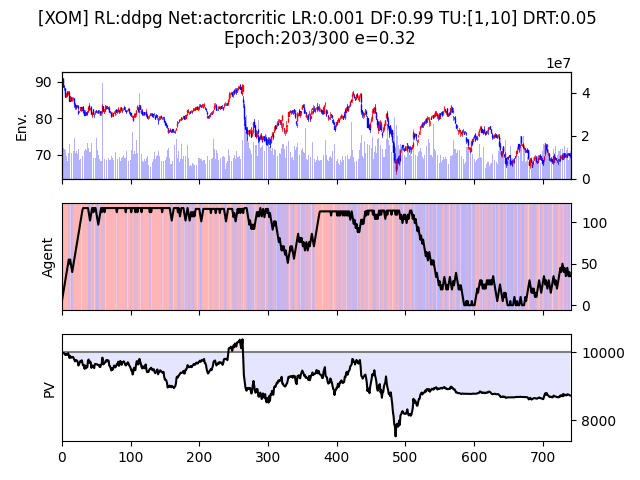 [XOM] RL:ddpg Net:actorcritic LR:0.001 DF:0.99 TU:[1,10] DRT:0.05
Epoch:203/300 e=0.32
1e7
90
80
70
Env.
4
2
0
Agent
100
50
0
PV
10000
8000
0 100 200 300 400 500 600 700